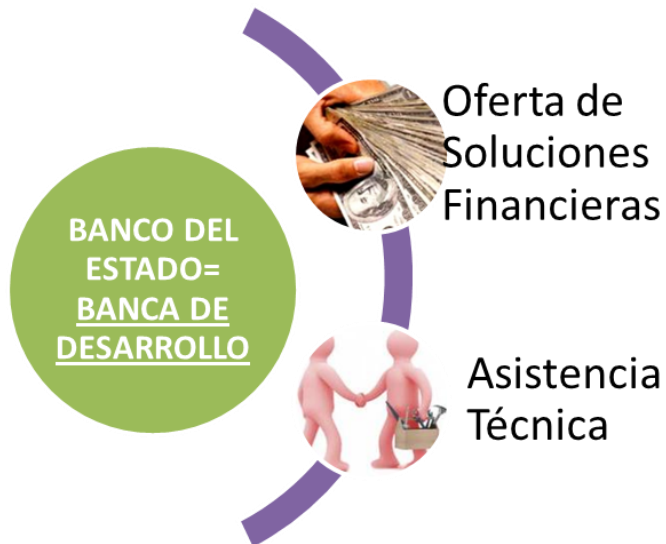 BANCO DEL
ESTADO=
BANCA DE
DESARROLLO
Oferta de
Soluciones
Financieras
Asistencia
Técnica